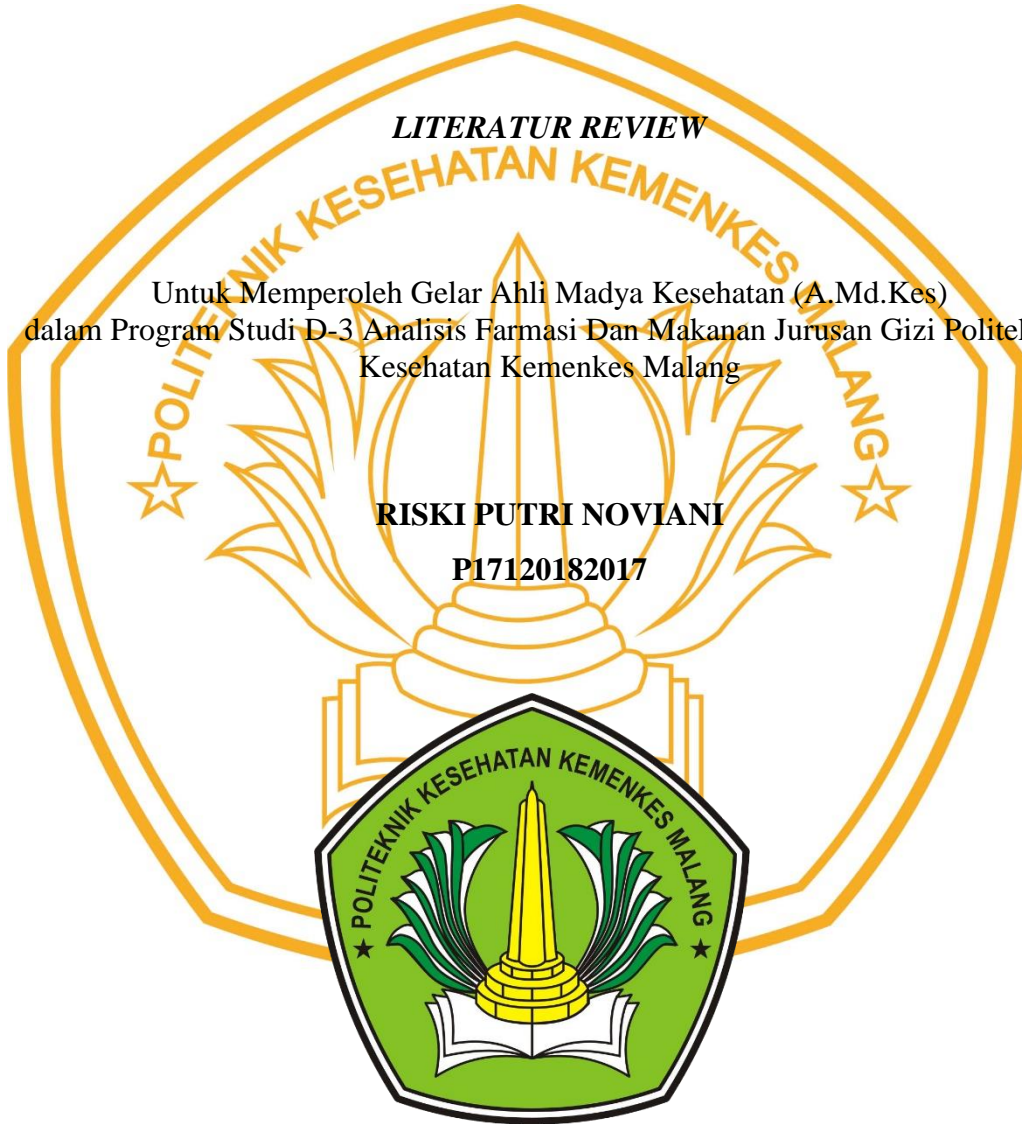 LITERATUR REVIEW
POLITEKNIK KESEHATAN KEMENKES MALANG
Untuk Memperoleh Gelar Ahli Madya Kesehatan (A.Md.Kes)
dalam Program Studi D-3 Analisis Farmasi Dan Makanan Jurusan Gizi
Kesehatan Kemenkes Malang
RISKI PUTRI NOVIANI
P17120182017
POLITEKNIK KESEHATAN KEMENKES MALANG